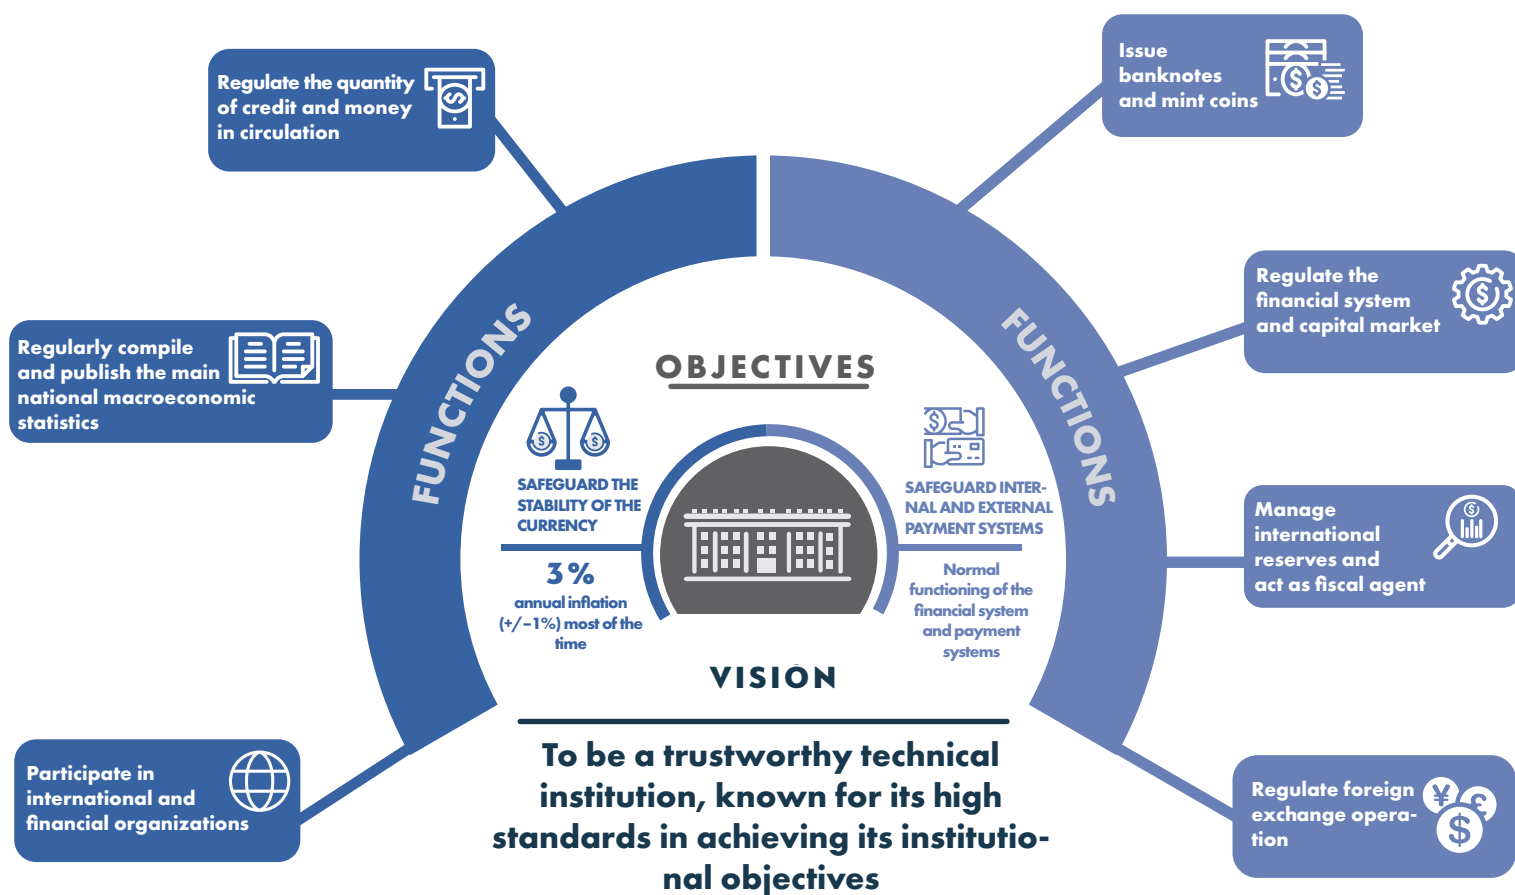 Regulate the quantity
of credit and money
in circulation
Issue
banknotes
and mint coins
Regularly compile
and publish the main
national macroeconomic
statistics
Regulate the
financial system
and capital market
Participate in
international and
financial organizations
Manage
international
reserves and
act as fiscal agent
Regulate foreign
exchange opera-
tion
FUNCTIONS
FUNCTIONS
OBJECTIVES
SAFEGUARD THE
STABILITY OF THE
CURRENCY
3%
annual inflation
(+/−1%) most of the
time
SAFEGUARD INTER-
NAL AND EXTERNAL
PAYMENT SYSTEMS
Normal
functioning of the
financial system
and payment
systems
VISIÓN
To be a trustworthy technical
institution, known for its high
standards in achieving its institutio-
nal objectives